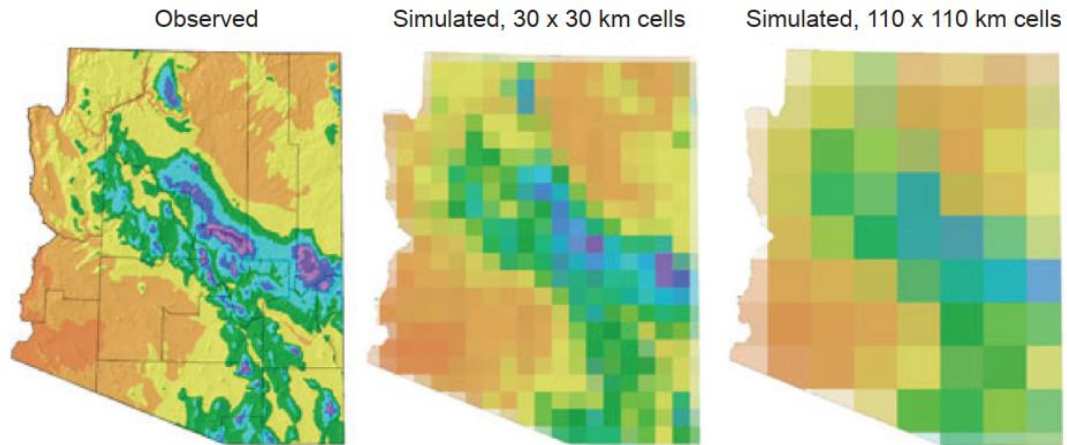 Observed
Simulated, 30 x 30 km cells
Simulated, 110 x 110 km cells